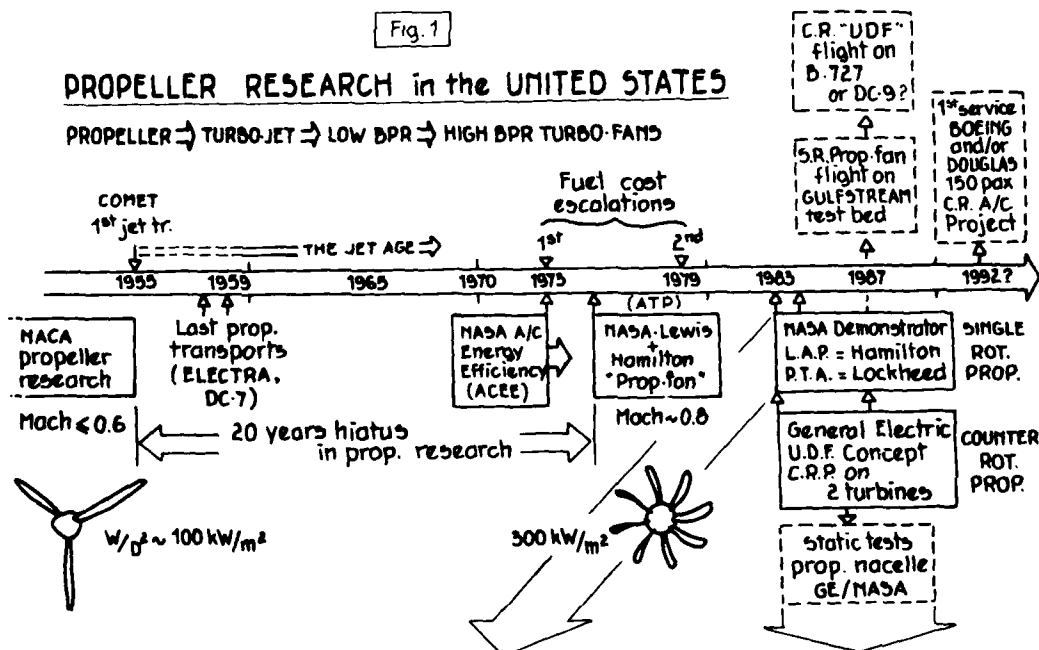 Fig. 1
PROPELLER RESEARCH in the UNITED STATES
PROPELLER ⇒ TURBO-JET ⇒ LOW BPR ⇒ HIGH BPR TURBO-FANS
C.R. "UDF"
flight on
B.727
or DC-9?
S.R. Prop-fan
flight on
GULFSTREAM
test bed
1st service
BOEING
and/or
DOUGLAS
150 pax
C.R. A/C
Project
COMET
1st jet tr.
THE JET AGE ⇒
Fuel cost
escalations
1st
2nd
1955
1959
1965
1970
1975
1979
1983
1987
1992?
(ATP)
NACA
propeller
research
Mach ⩽ 0.6
Last prop.
transports
(ELECTRA,
DC-7)
NASA A/C
Energy
Efficiency
(ACEE)
NASA-Lewis
+
Hamilton
"Prop-fan"
Mach ~ 0.8
NASA Demonstrator
L.A.P. = Hamilton
P.T.A. = Lockheed
SINGLE
ROT.
PROP.
20 years hiatus
in prop. research
General Electric
U.D.F. Concept
C.R.P. on
2 turbines
COUNTER
ROT.
PROP.
W/D² ~ 100 kW/m²
300 kW/m²
Static tests
prop. nacelle
GE/NASA